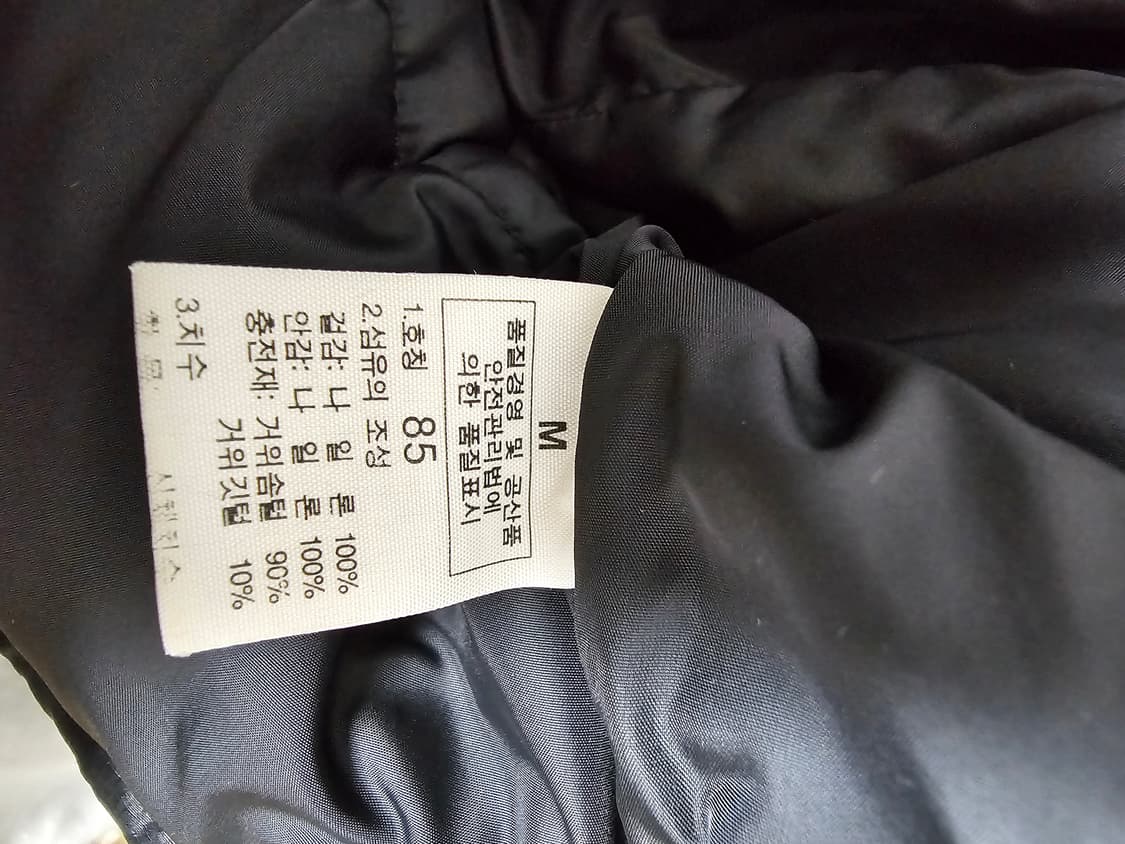 M
품질경영 및 공산품
안전관리법에
의한 품질표시
1.호칭 85
2.섬유의 조성
겉감: 나 일 론 100%
안감: 나 일 론 100%
충전재: 거위솜털 90%
거위깃털 10%
3.치수